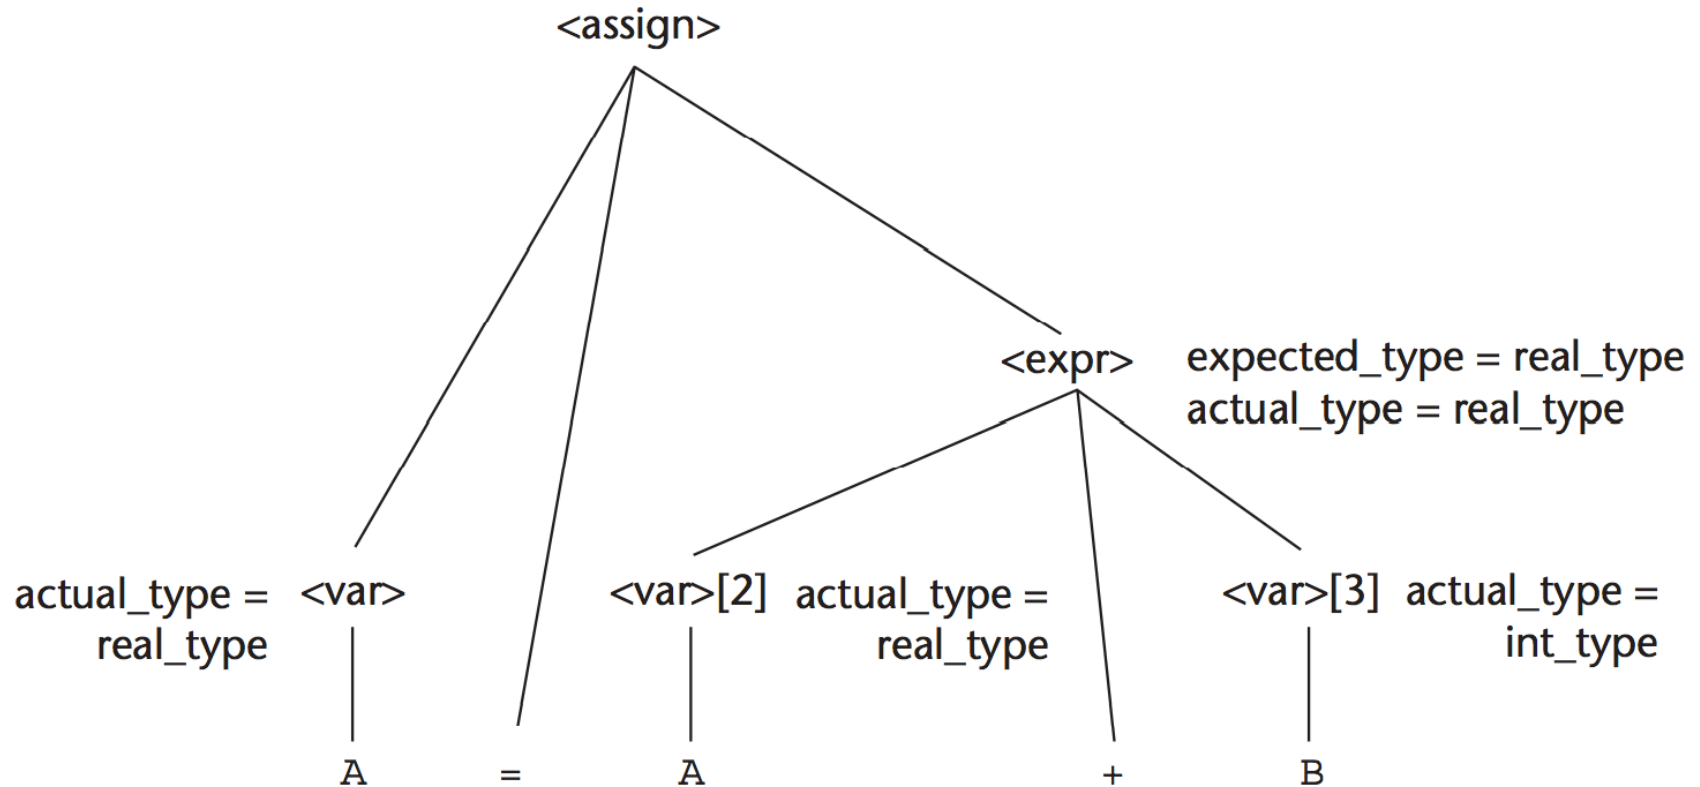 <assign>
<expr> expected_type = real_type
actual_type = real_type
actual_type = <var> <var>[2] actual_type = <var>[3] actual_type =
real_type real_type int_type
A = A + B